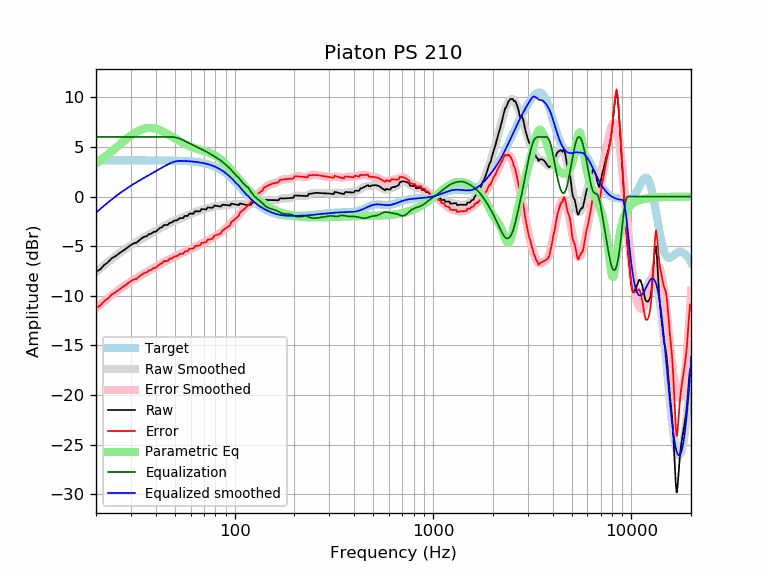 Piaton PS 210
10
5
0
−5
−10
−15
−20
−25
−30
Amplitude (dBr)
Target
Raw Smoothed
Error Smoothed
Raw
Error
Parametric Eq
Equalization
Equalized smoothed
100
1000
10000
Frequency (Hz)